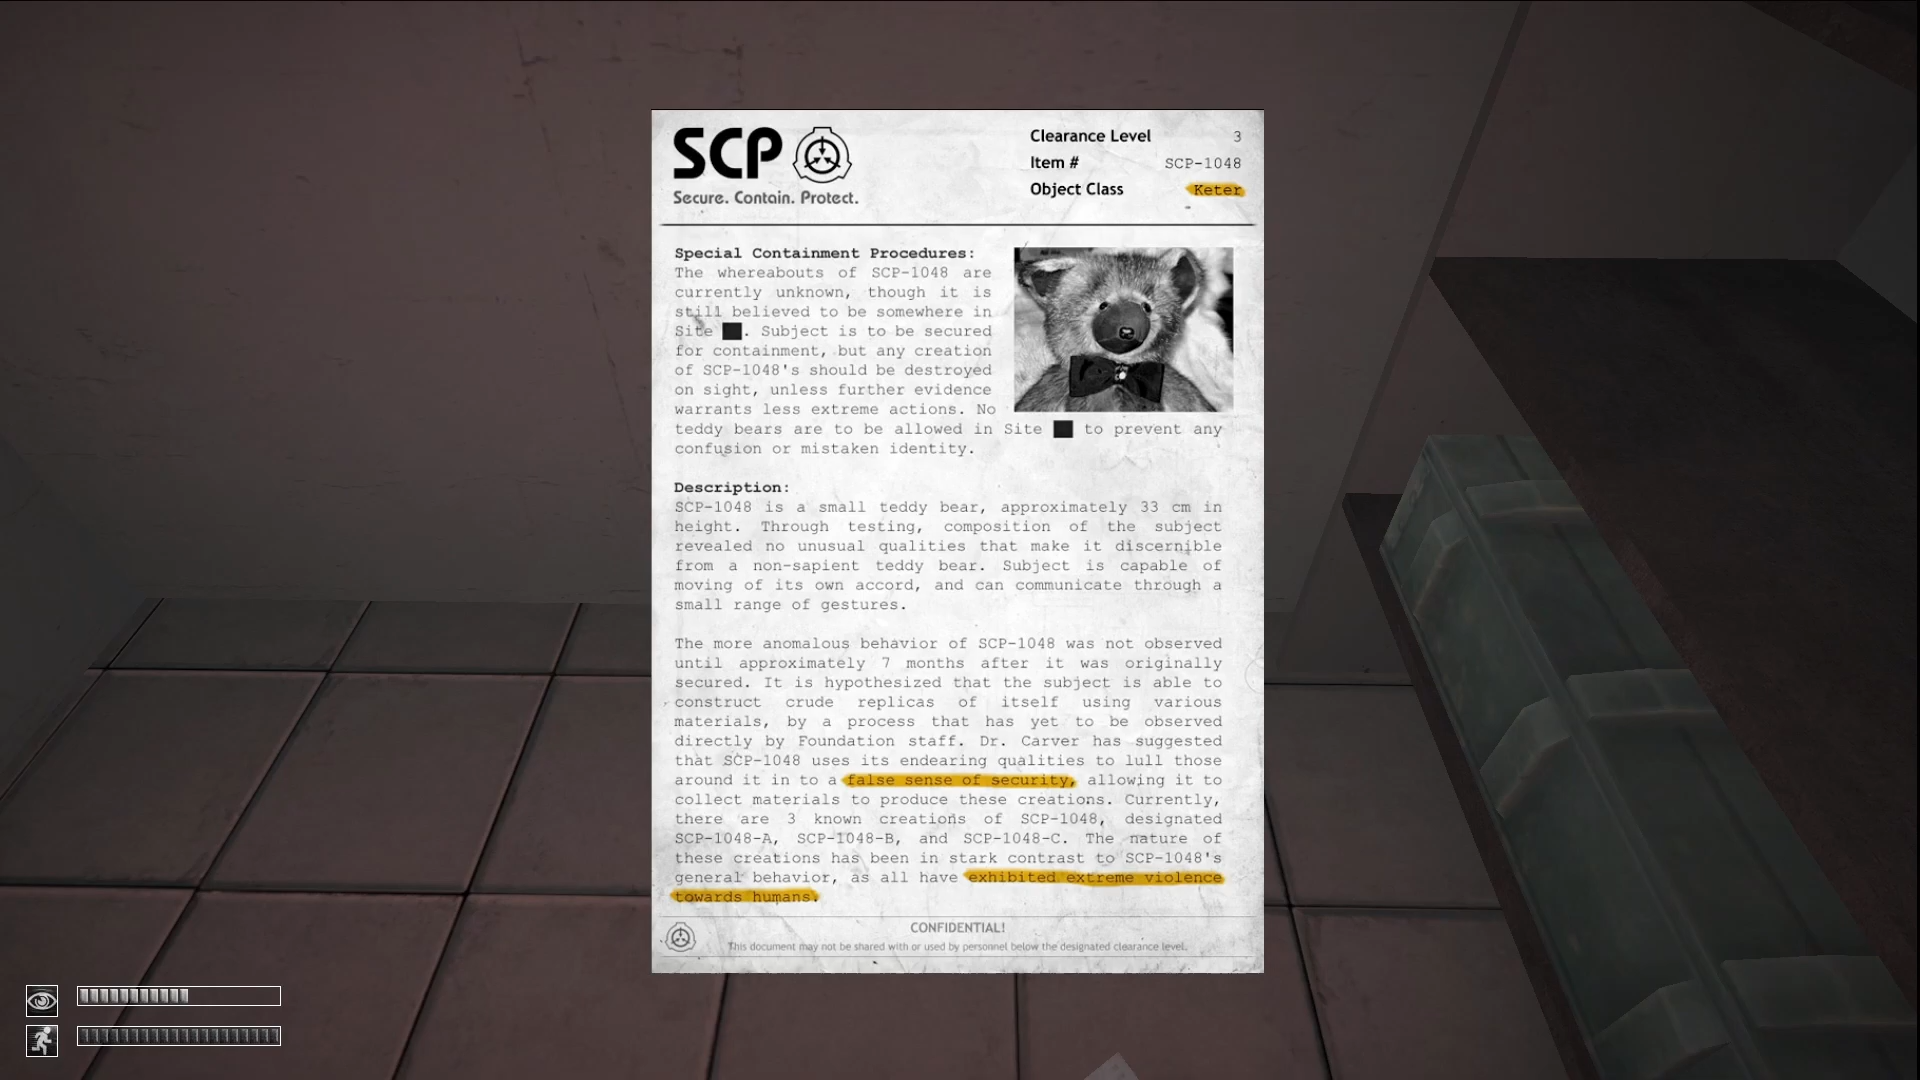 SCP
Secure. Contain. Protect.
Clearance Level 3
Item # SCP-1048
Object Class Keter
Special Containment Procedures:
The whereabouts of SCP-1048 are
currently unknown, though it is
still believed to be somewhere in
Site ■. Subject is to be secured
for containment, but any creation
of SCP-1048's should be destroyed
on sight, unless further evidence
warrants less extreme actions. No
teddy bears are to be allowed in Site ■ to prevent any
confusion or mistaken identity.
Description:
SCP-1048 is a small teddy bear, approximately 33 cm in
height. Through testing, composition of the subject
revealed no unusual qualities that make it discernible
from a non-sapient teddy bear. Subject is capable of
moving of its own accord, and can communicate through a
small range of gestures.
The more anomalous behavior of SCP-1048 was not observed
until approximately 7 months after it was originally
secured. It is hypothesized that the subject is able to
construct crude replicas of itself using various
materials, by a process that has yet to be observed
directly by Foundation staff. Dr. Carver has suggested
that SCP-1048 uses its endearing qualities to lull those
around it in to a false sense of security, allowing it to
collect materials to produce these creations. Currently,
there are 3 known creations of SCP-1048, designated
SCP-1048-A, SCP-1048-B, and SCP-1048-C. The nature of
these creations has been in stark contrast to SCP-1048's
general behavior, as all have exhibited extreme violence
towards humans.
CONFIDENTIAL!
This document may not be shared with or used by personnel below the designated clearance level.